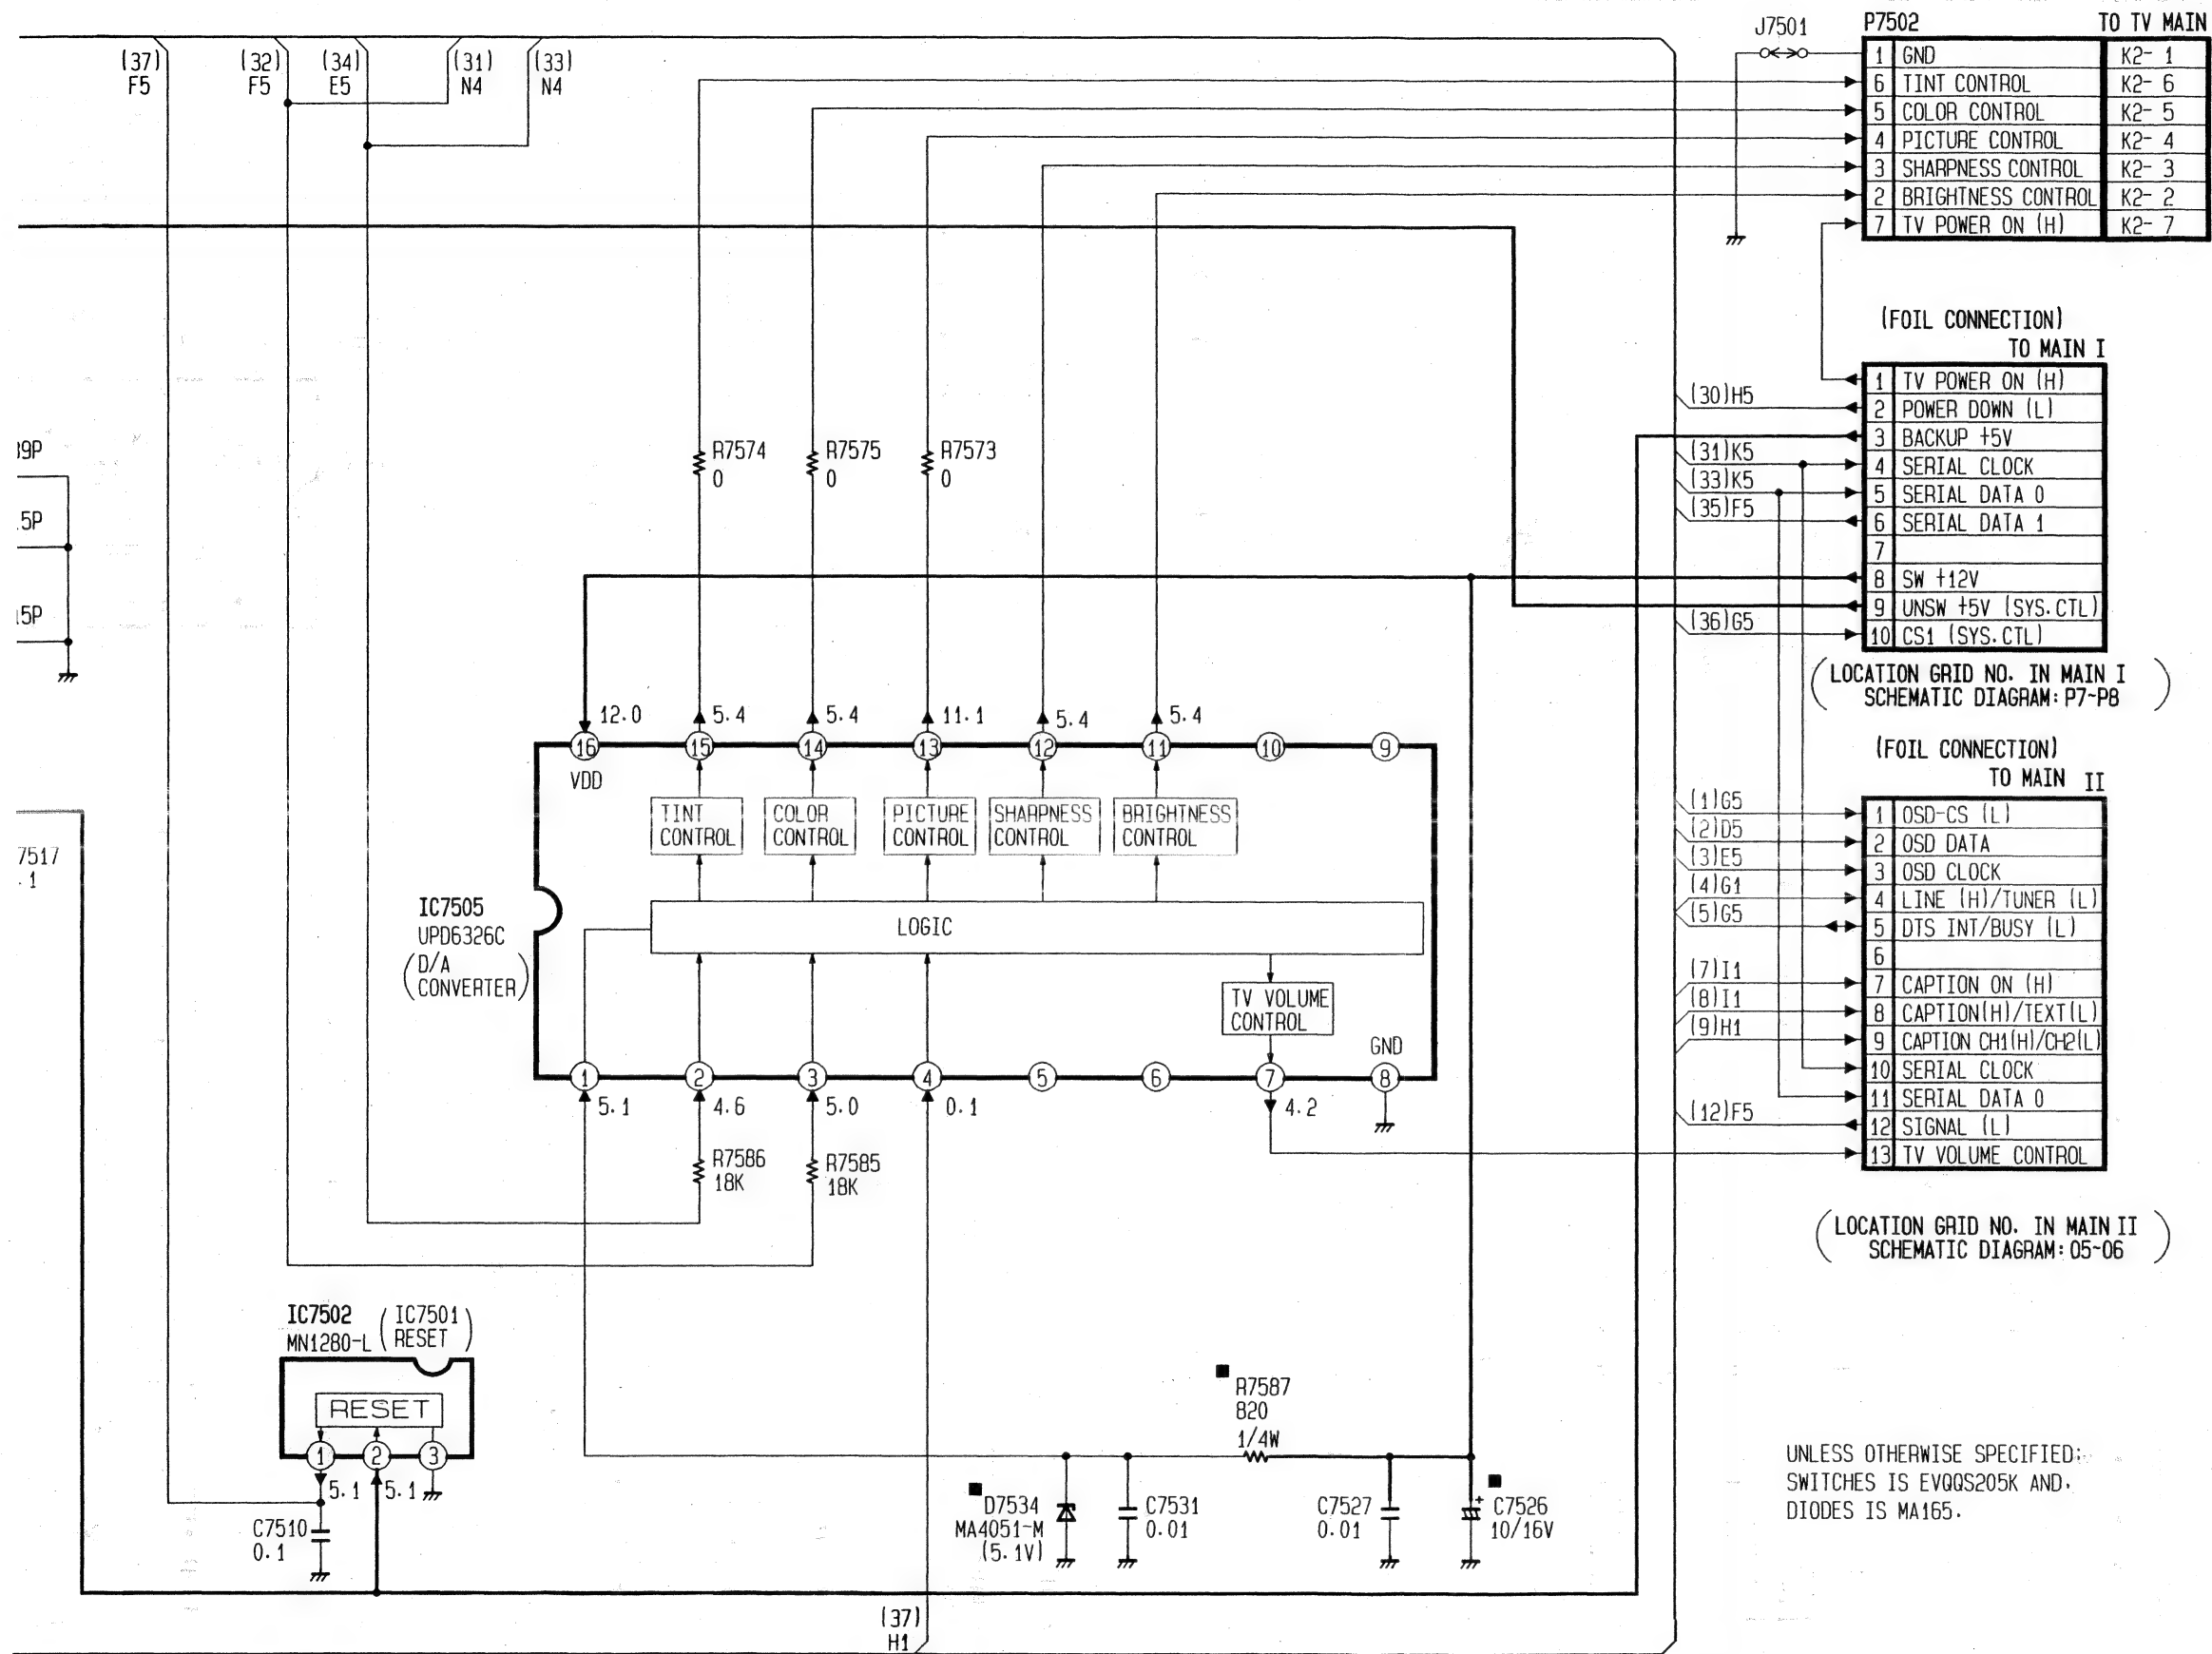 (37)
F5
(32)
F5
(34)
E5
(31)
N4
(33)
N4
J7501
P7502 TO TV MAIN
1 GND K2- 1
6 TINT CONTROL K2- 6
5 COLOR CONTROL K2- 5
4 PICTURE CONTROL K2- 4
3 SHARPNESS CONTROL K2- 3
2 BRIGHTNESS CONTROL K2- 2
7 TV POWER ON (H) K2- 7
(FOIL CONNECTION)
TO MAIN I
1 TV POWER ON (H)
(30)H5 2 POWER DOWN (L)
3 BACKUP +5V
(31)K5 4 SERIAL CLOCK
(33)K5 5 SERIAL DATA 0
(35)F5 6 SERIAL DATA 1
7
8 SW +12V
9 UNSW +5V (SYS.CTL)
(36)G5 10 CS1 (SYS.CTL)
(LOCATION GRID NO. IN MAIN I
SCHEMATIC DIAGRAM: P7~P8)
R7574
0
R7575
0
R7573
0
9P
5P
15P
7517
.1
12.0 5.4 5.4 11.1 5.4 5.4
16 15 14 13 12 11 10 9
VDD
TINT
CONTROL
COLOR
CONTROL
PICTURE
CONTROL
SHARPNESS
CONTROL
BRIGHTNESS
CONTROL
IC7505
UPD6326C
(D/A
CONVERTER)
LOGIC
TV VOLUME
CONTROL
GND
1 2 3 4 5 6 7 8
5.1 4.6 5.0 0.1 4.2
R7586
18K
R7585
18K
(FOIL CONNECTION)
TO MAIN II
(1)G5 1 OSD-CS (L)
(2)D5 2 OSD DATA
(3)E5 3 OSD CLOCK
(4)G1 4 LINE (H)/TUNER (L)
(5)G5 5 DTS INT/BUSY (L)
6
(7)I1 7 CAPTION ON (H)
(8)I1 8 CAPTION(H)/TEXT(L)
(9)H1 9 CAPTION CH1(H)/CH2(L)
10 SERIAL CLOCK
11 SERIAL DATA 0
(12)F5 12 SIGNAL (L)
13 TV VOLUME CONTROL
(LOCATION GRID NO. IN MAIN II
SCHEMATIC DIAGRAM: O5~O6)
IC7502
MN1280-L
(IC7501
RESET)
RESET
1 2 3
5.1 5.1
C7510
0.1
R7587
820
1/4W
D7534
MA4051-M
(5.1V)
C7531
0.01
C7527
0.01
+
C7526
10/16V
(37)
H1
UNLESS OTHERWISE SPECIFIED;
SWITCHES IS EVQQS205K AND,
DIODES IS MA165.